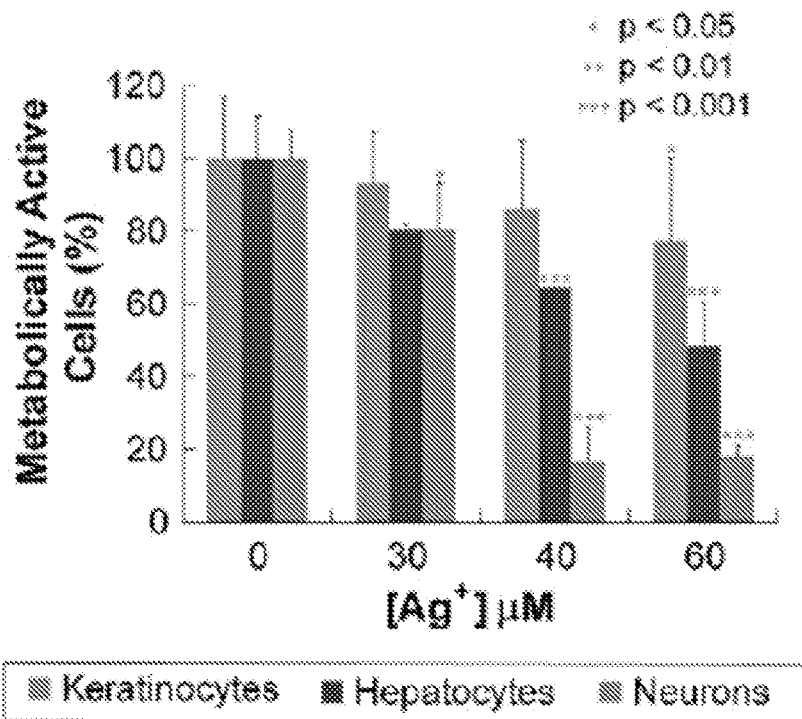 * p < 0.05
** p < 0.01
*** p < 0.001
Metabolically Active
Cells (%)
120
100
80
60
40
20
0
*
***
***
*
***
***
0 30 40 60
[Ag⁺] μM
Keratinocytes Hepatocytes Neurons